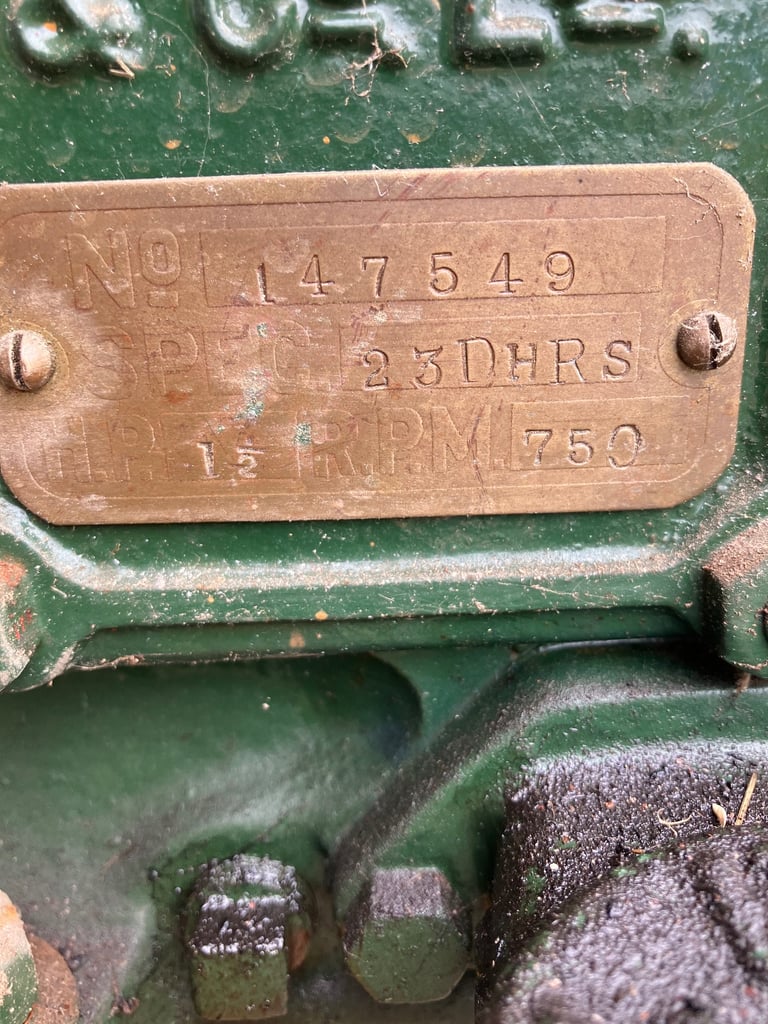 No 147549
SPEC. 23DHRS
H.P. 1½ R.P.M. 750